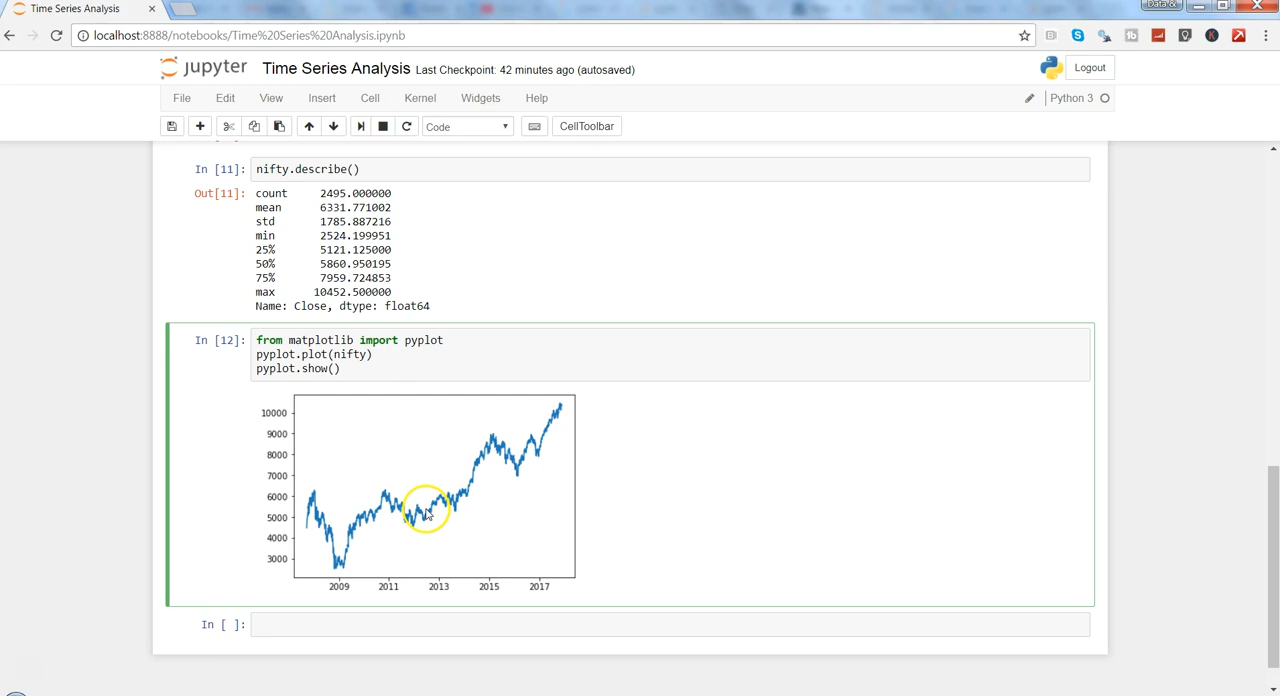 Time Series Analysis
Data &
localhost:8888/notebooks/Time%20Series%20Analysis.ipynb
jupyter Time Series Analysis Last Checkpoint: 42 minutes ago (autosaved)
Logout
File Edit View Insert Cell Kernel Widgets Help
Python 3
Code
CellToolbar
In [11]: nifty.describe()
Out[11]: count 2495.000000
mean 6331.771002
std 1785.887216
min 2524.199951
25% 5121.125000
50% 5860.950195
75% 7959.724853
max 10452.500000
Name: Close, dtype: float64
In [12]: from matplotlib import pyplot
pyplot.plot(nifty)
pyplot.show()
10000
9000
8000
7000
6000
5000
4000
3000
2009 2011 2013 2015 2017
In [ ]: